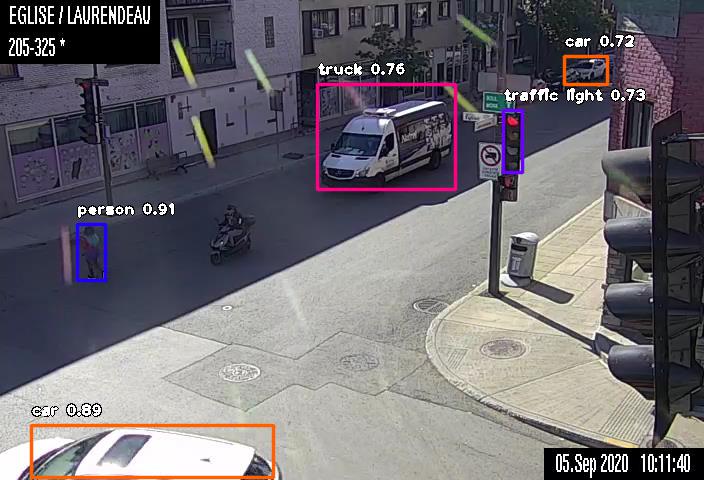 EGLISE / LAURENDEAU
205-325 *
car 0.72
truck 0.76
traffic light 0.73
person 0.91
car 0.89
05.Sep 2020 10:11:40